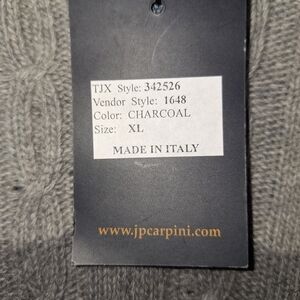 TJX Style: 342526
Vendor Style: 1648
Color: CHARCOAL
Size: XL
MADE IN ITALY
www.jpcarpini.com